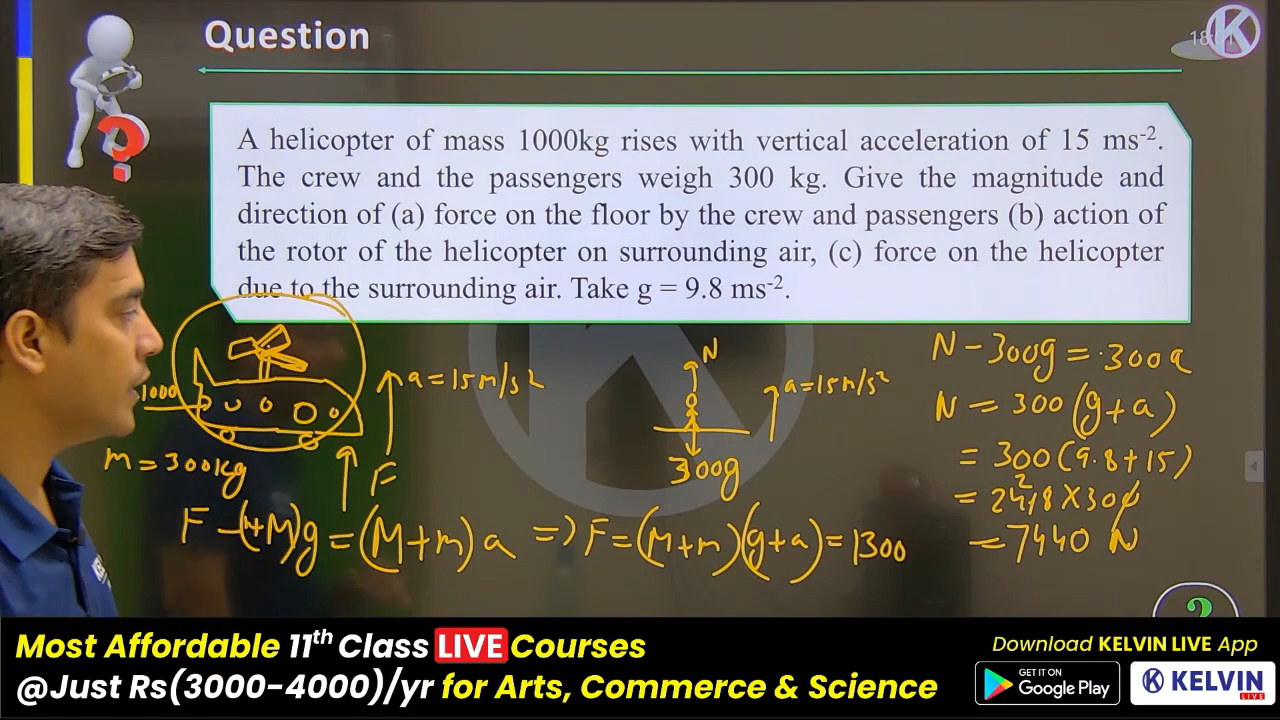 Question
A helicopter of mass 1000kg rises with vertical acceleration of 15 ms⁻².
The crew and the passengers weigh 300 kg. Give the magnitude and
direction of (a) force on the floor by the crew and passengers (b) action of
the rotor of the helicopter on surrounding air, (c) force on the helicopter
due to the surrounding air. Take g = 9.8 ms⁻².
1000
a = 15 m/s²
m = 300kg
F
N
a = 15 m/s²
300g
N - 300g = 300a
N = 300 (g+a)
= 300 (9.8+15)
= 24.8 x 300
= 7440 N
F - (m+M)g = (M+m) a => F = (M+m)(g+a) = 1300
?
Most Affordable 11th Class LIVE Courses
@Just Rs(3000-4000)/yr for Arts, Commerce & Science
Download KELVIN LIVE App
GET IT ON
Google Play
K KELVIN
LIVE